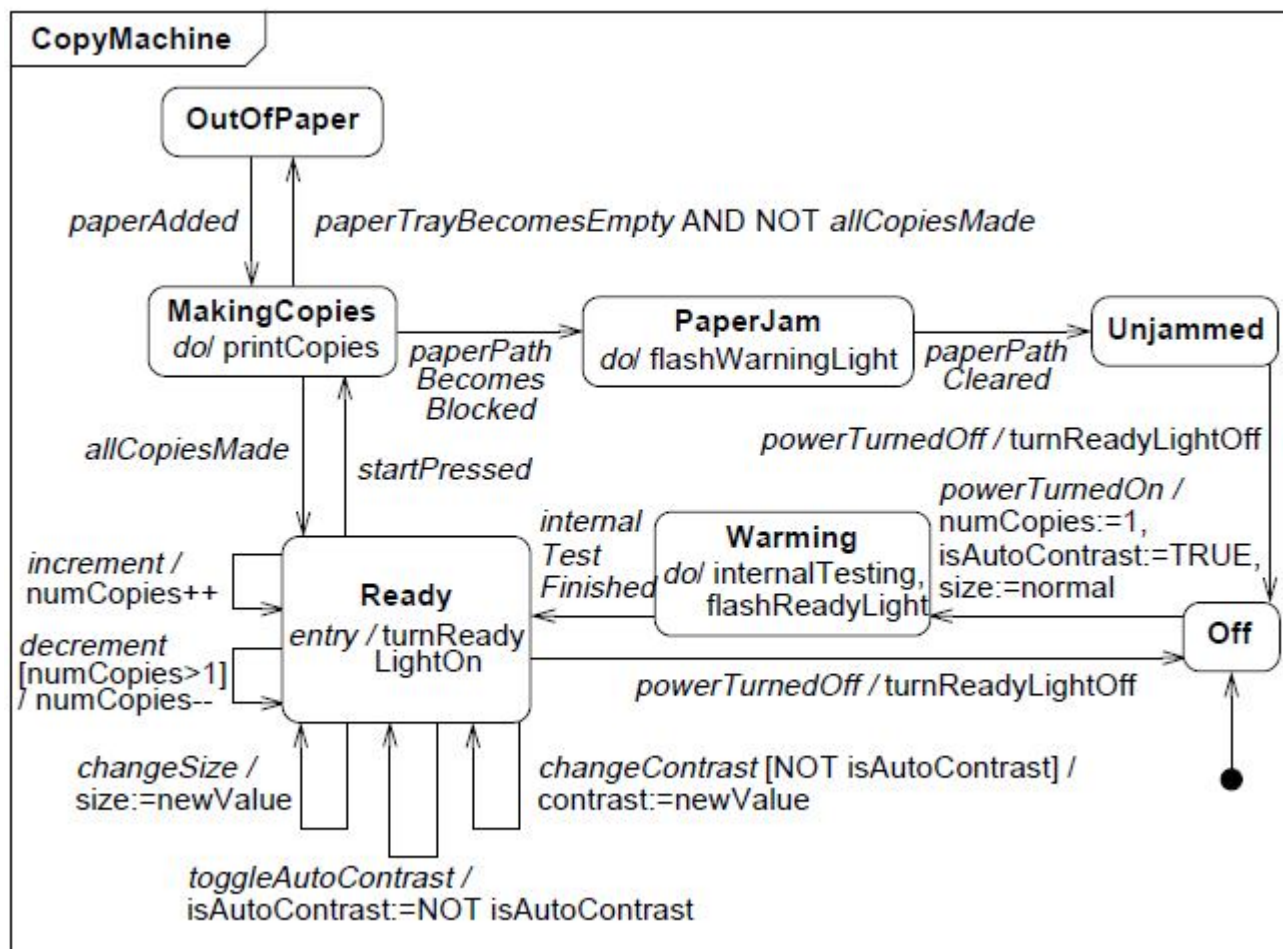 CopyMachine
OutOfPaper
paperAdded
paperTrayBecomesEmpty AND NOT allCopiesMade
MakingCopies
do/ printCopies
paperPath
Becomes
Blocked
PaperJam
do/ flashWarningLight
paperPath
Cleared
Unjammed
allCopiesMade
startPressed
powerTurnedOff / turnReadyLightOff
powerTurnedOn /
numCopies:=1,
isAutoContrast:=TRUE,
size:=normal
internal
Test
Finished
Warming
do/ internalTesting,
flashReadyLight
increment /
numCopies++
Ready
entry / turnReady
LightOn
decrement
[numCopies>1]
/ numCopies--
Off
powerTurnedOff / turnReadyLightOff
changeSize /
size:=newValue
changeContrast [NOT isAutoContrast] /
contrast:=newValue
toggleAutoContrast /
isAutoContrast:=NOT isAutoContrast